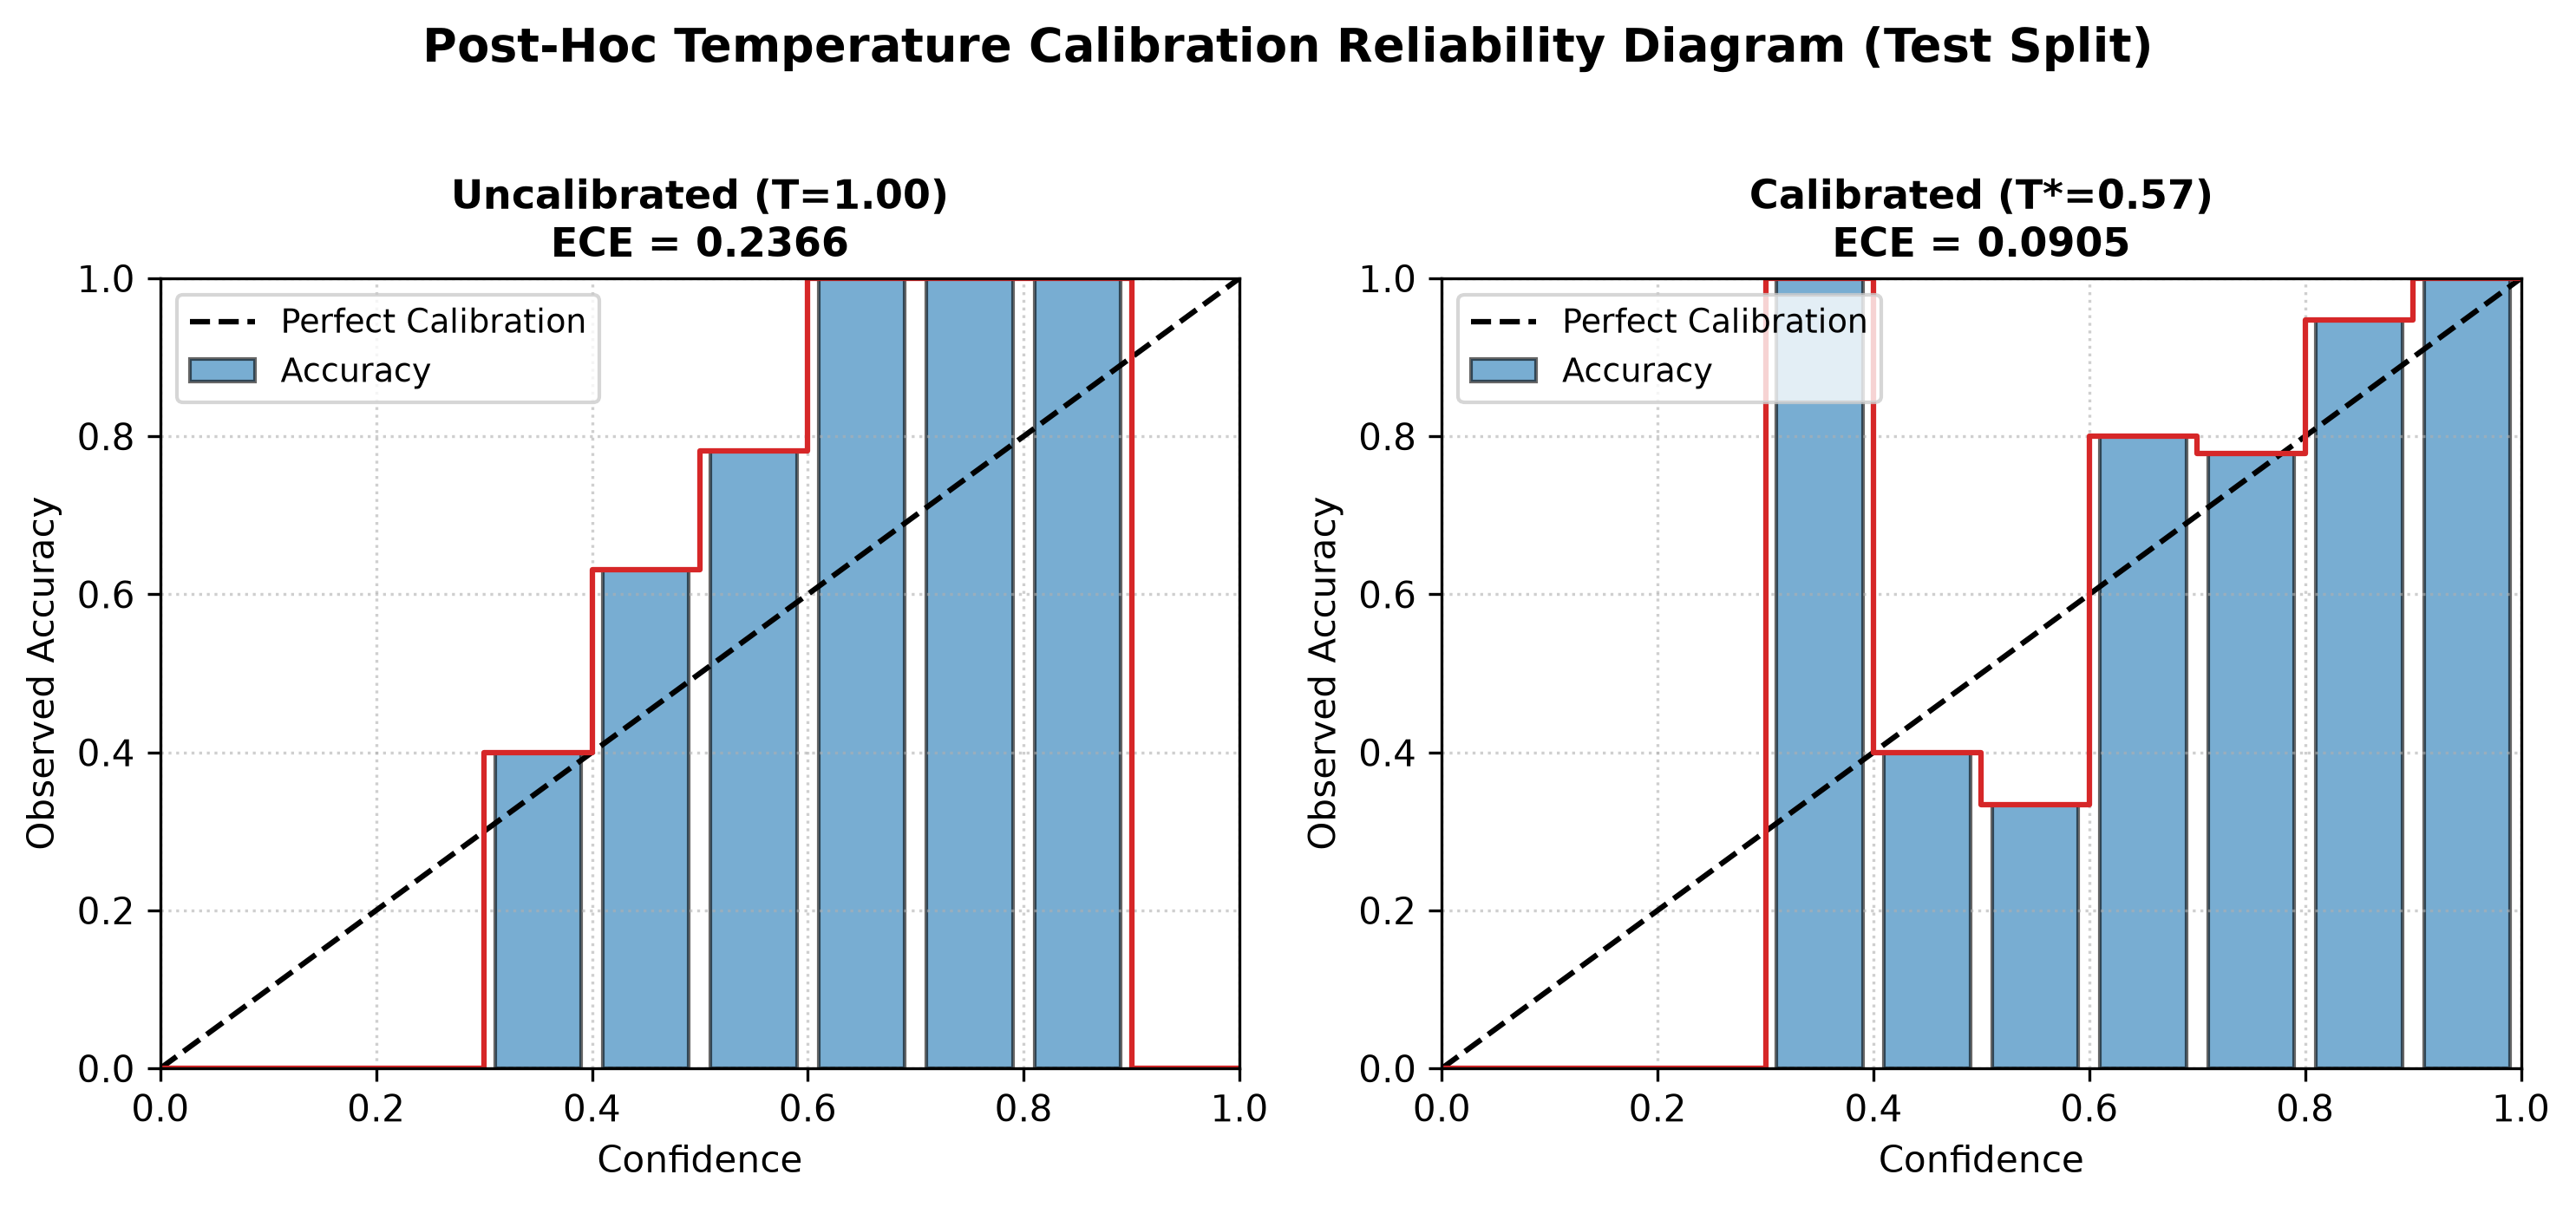 Post-Hoc Temperature Calibration Reliability Diagram (Test Split)
Uncalibrated (T=1.00)
ECE = 0.2366
1.0
0.8
0.6
0.4
0.2
0.0
Observed Accuracy
Perfect Calibration
Accuracy
0.0 0.2 0.4 0.6 0.8 1.0
Confidence
Calibrated (T*=0.57)
ECE = 0.0905
1.0
0.8
0.6
0.4
0.2
0.0
Observed Accuracy
Perfect Calibration
Accuracy
0.0 0.2 0.4 0.6 0.8 1.0
Confidence